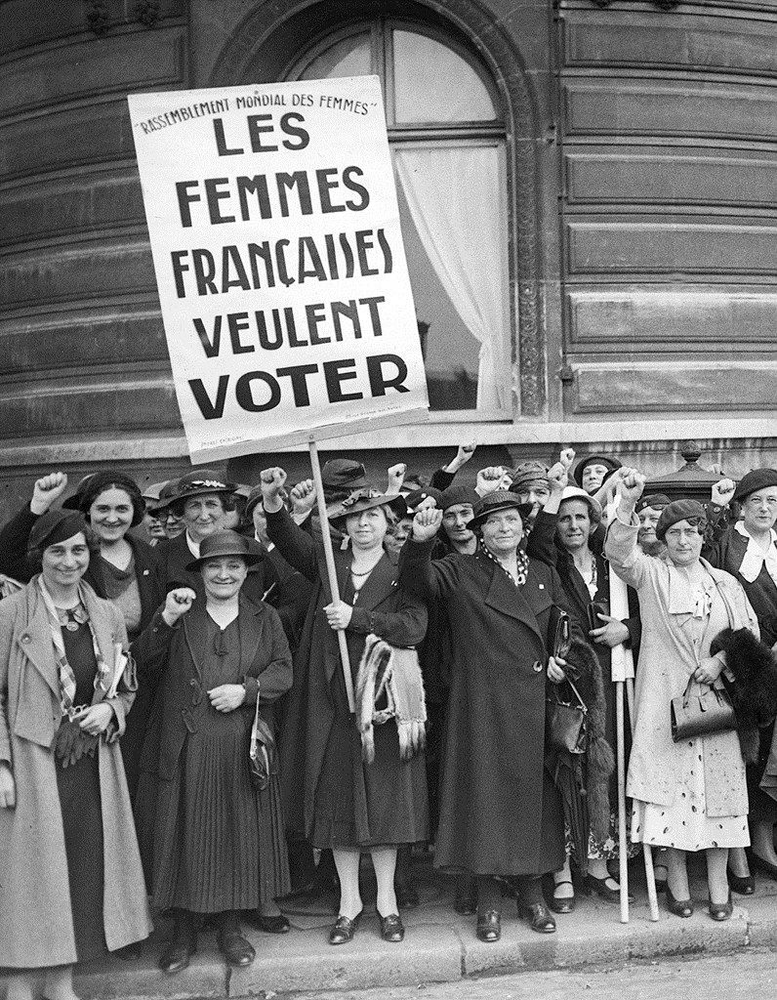 "RASSEMBLEMENT MONDIAL DES FEMMES"
LES
FEMMES
FRANÇAISES
VEULENT
VOTER